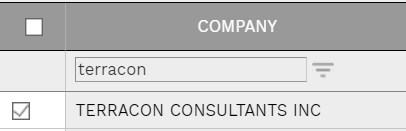 COMPANY
terracon
TERRACON CONSULTANTS INC